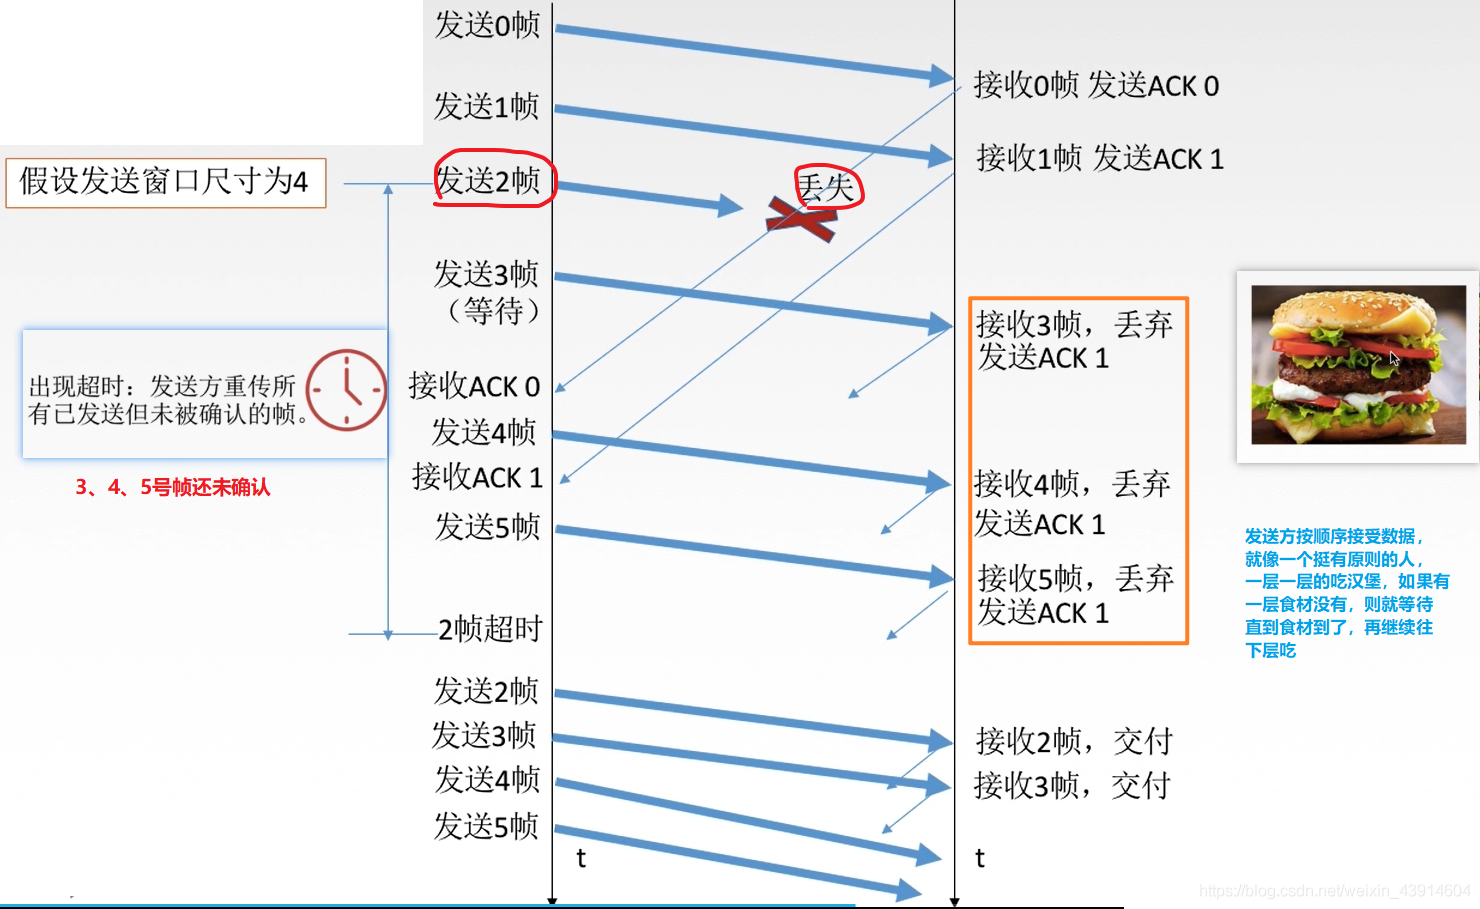 发送0帧
接收0帧 发送ACK 0
发送1帧
接收1帧 发送ACK 1
假设发送窗口尺寸为4
发送2帧
丢失
发送3帧
（等待）
接收3帧，丢弃
发送ACK 1
出现超时：发送方重传所
有已发送但未被确认的帧。
接收ACK 0
发送4帧
接收ACK 1
3、4、5号帧还未确认
接收4帧，丢弃
发送ACK 1
发送5帧
接收5帧，丢弃
发送ACK 1
发送方按顺序接受数据，
就像一个挺有原则的人，
一层一层的吃汉堡，如果有
一层食材没有，则就等待
直到食材到了，再继续往
下层吃
2帧超时
发送2帧
接收2帧，交付
发送3帧
接收3帧，交付
发送4帧
发送5帧
t
t
https://blog.csdn.net/weixin_43914604